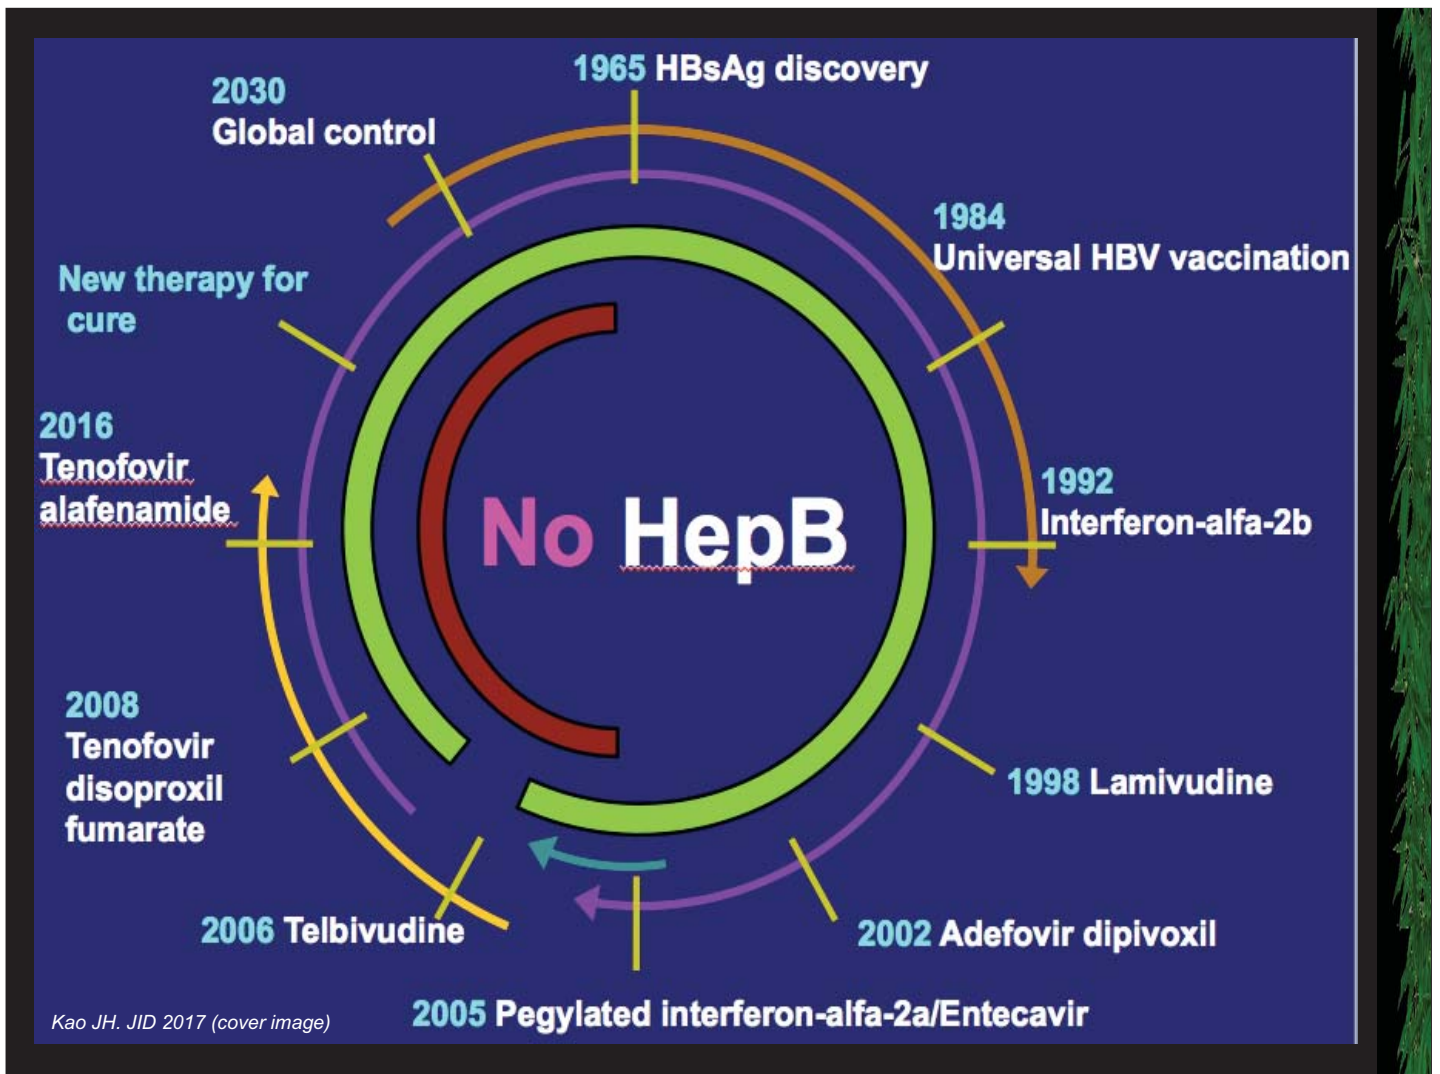 1965 HBsAg discovery
1984
Universal HBV vaccination
1992
Interferon-alfa-2b
1998 Lamivudine
2002 Adefovir dipivoxil
2005 Pegylated interferon-alfa-2a/Entecavir
2006 Telbivudine
2008
Tenofovir
disoproxil
fumarate
2016
Tenofovir
alafenamide
New therapy for
cure
2030
Global control
No HepB
Kao JH. JID 2017 (cover image)